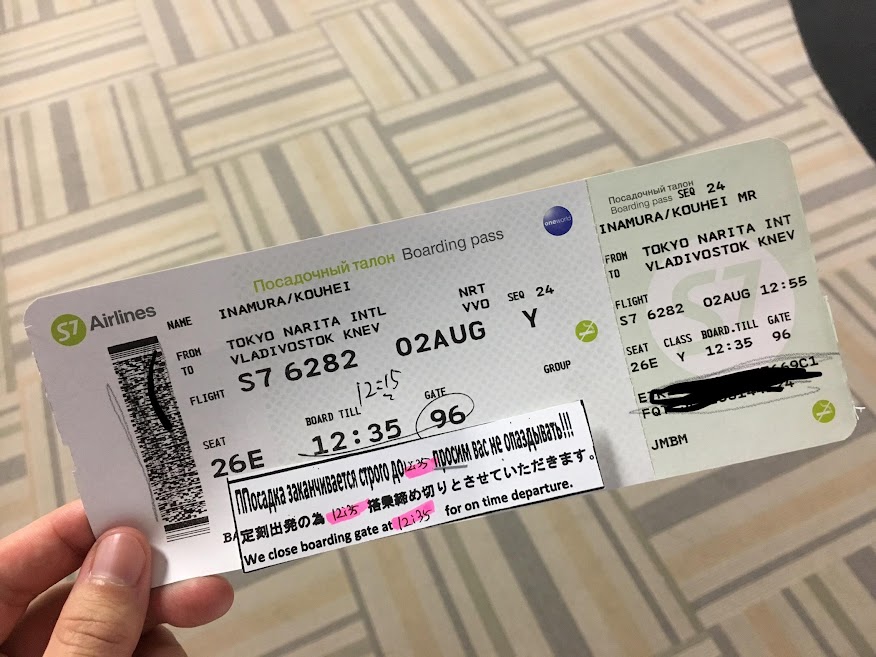 S7 Airlines
Посадочный талон Boarding pass
oneworld
NAME INAMURA/KOUHEI
FROM TOKYO NARITA INTL NRT
TO VLADIVOSTOK KNEV VVO SEQ 24
FLIGHT S7 6282 02AUG Y
12:15
SEAT BOARD TILL GATE GROUP
26E 12:35 96
ППосадка заканчивается строго до 12:35 просим вас не опаздывать!!!
BA
定刻出発の為 12:35 搭乗締め切りとさせていただきます。
We close boarding gate at 12:35 for on time departure.
Посадочный талон
Boarding pass SEQ 24
INAMURA/KOUHEI MR
FROM TOKYO NARITA INT
TO VLADIVOSTOK KNEV
S7
FLIGHT
S7 6282 02AUG 12:55
SEAT CLASS BOARD.TILL GATE
26E Y 12:35 96
669C1
JMBM